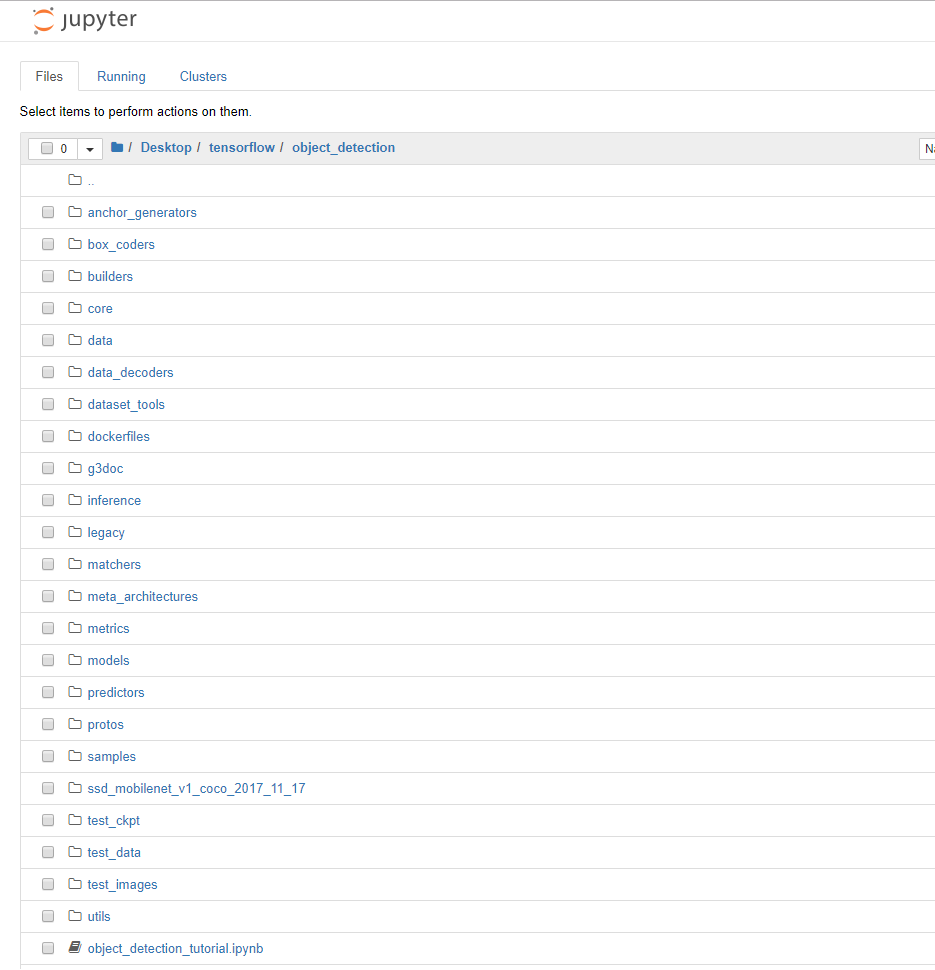 jupyter
Files Running Clusters
Select items to perform actions on them.
0 / Desktop / tensorflow / object_detection
..
anchor_generators
box_coders
builders
core
data
data_decoders
dataset_tools
dockerfiles
g3doc
inference
legacy
matchers
meta_architectures
metrics
models
predictors
protos
samples
ssd_mobilenet_v1_coco_2017_11_17
test_ckpt
test_data
test_images
utils
object_detection_tutorial.ipynb